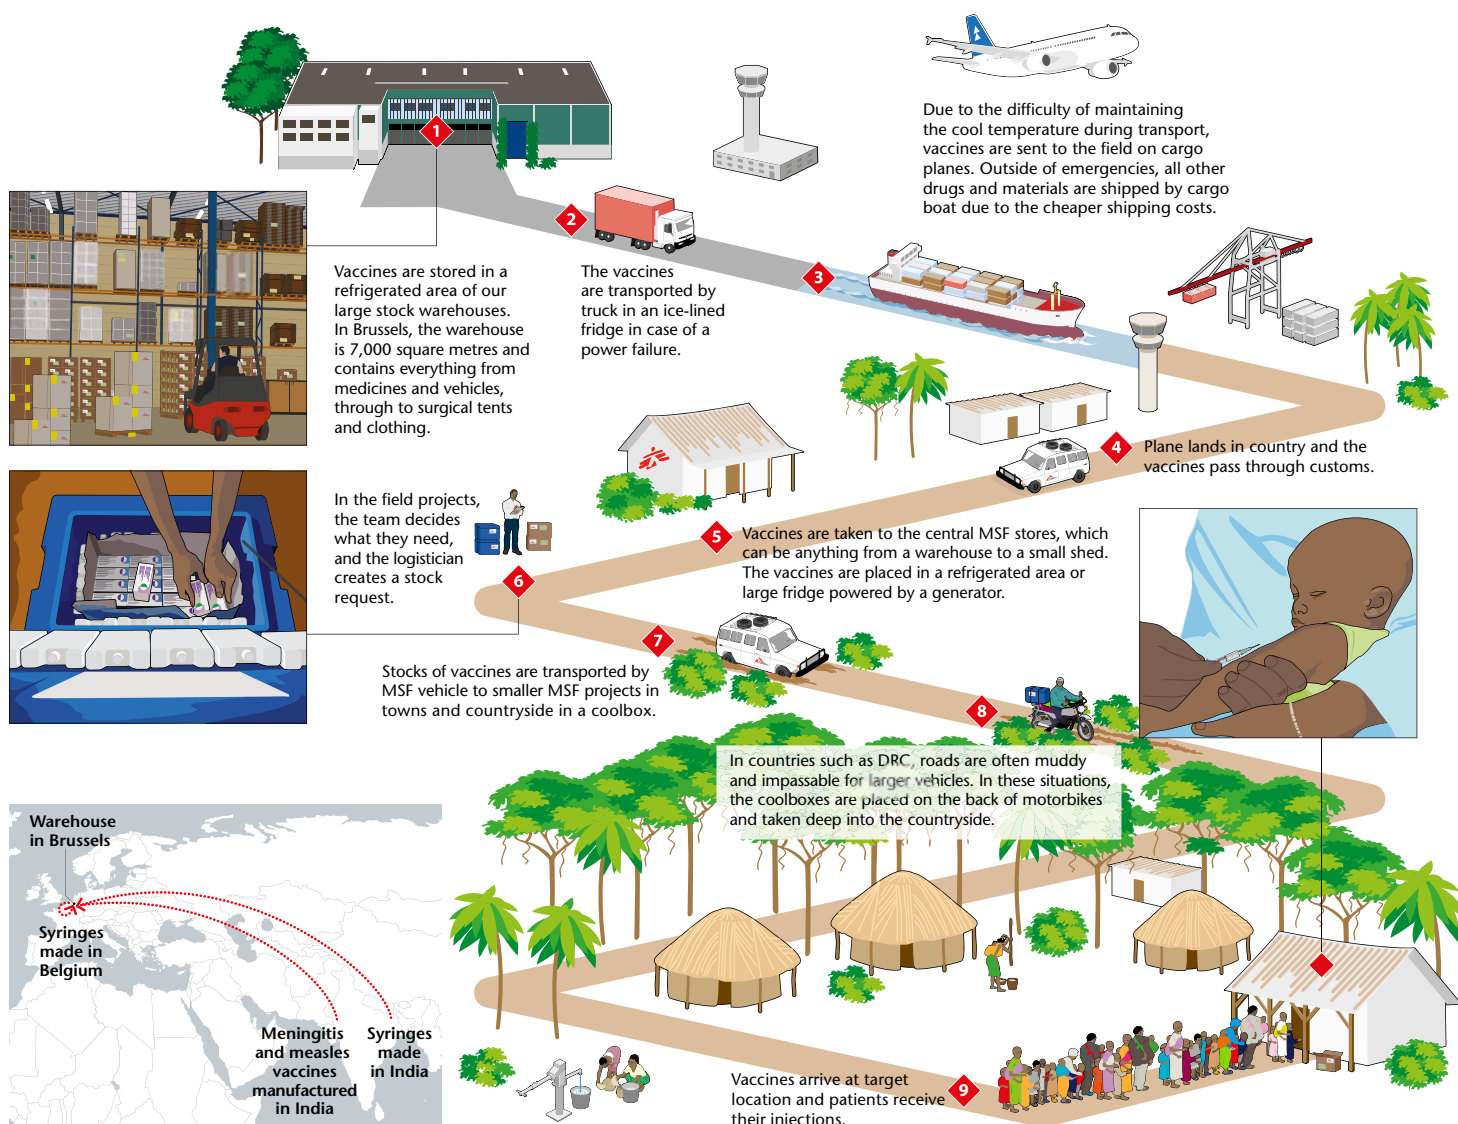 1
Due to the difficulty of maintaining
the cool temperature during transport,
vaccines are sent to the field on cargo
planes. Outside of emergencies, all other
drugs and materials are shipped by cargo
boat due to the cheaper shipping costs.
2
3
Vaccines are stored in a
refrigerated area of our
large stock warehouses.
In Brussels, the warehouse
is 7,000 square metres and
contains everything from
medicines and vehicles,
through to surgical tents
and clothing.
The vaccines
are transported by
truck in an ice-lined
fridge in case of a
power failure.
4
Plane lands in country and the
vaccines pass through customs.
5
Vaccines are taken to the central MSF stores, which
can be anything from a warehouse to a small shed.
The vaccines are placed in a refrigerated area or
large fridge powered by a generator.
In the field projects,
the team decides
what they need,
and the logistician
creates a stock
request.
6
7
Stocks of vaccines are transported by
MSF vehicle to smaller MSF projects in
towns and countryside in a coolbox.
8
In countries such as DRC, roads are often muddy
and impassable for larger vehicles. In these situations,
the coolboxes are placed on the back of motorbikes
and taken deep into the countryside.
Warehouse
in Brussels
Syringes
made in
Belgium
Meningitis
and measles
vaccines
manufactured
in India
Syringes
made
in India
9
Vaccines arrive at target
location and patients receive
their injections.